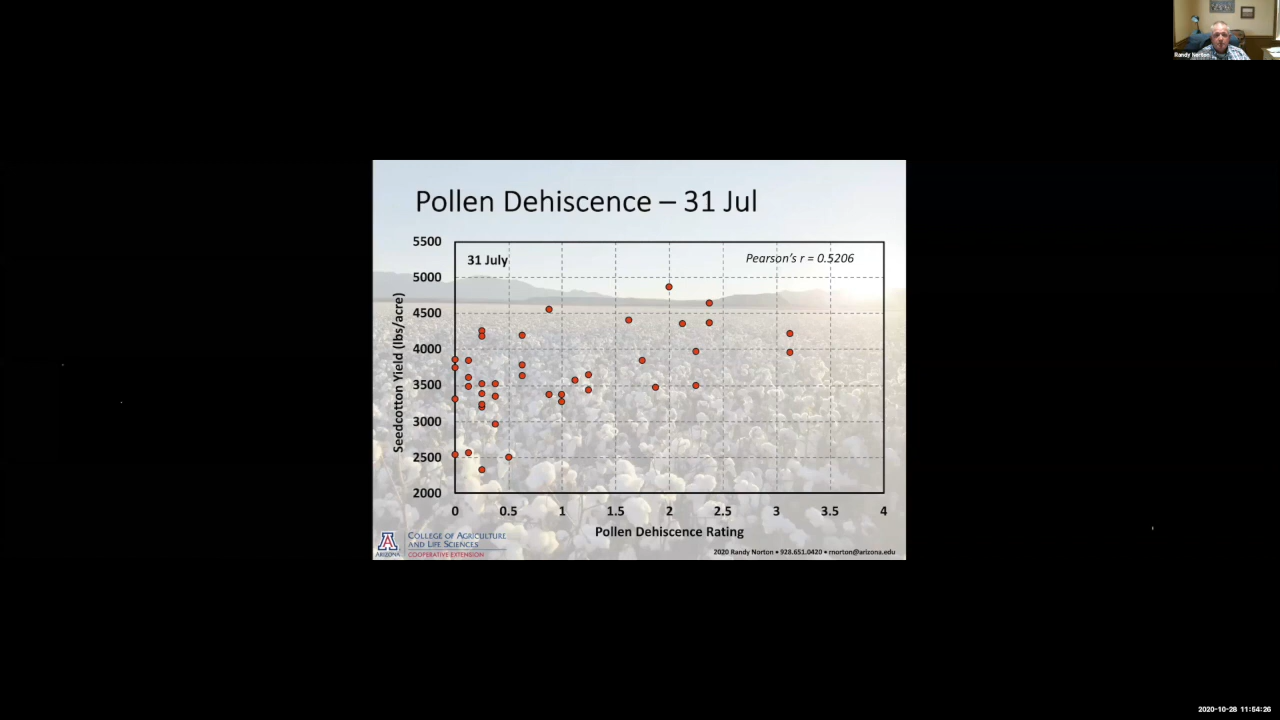 Randy Norton
Pollen Dehiscence – 31 Jul
5500
5000
4500
4000
3500
3000
2500
2000
Seedcotton Yield (lbs/acre)
31 July
Pearson's r = 0.5206
0 0.5 1 1.5 2 2.5 3 3.5 4
Pollen Dehiscence Rating
ARIZONA
COLLEGE OF AGRICULTURE
AND LIFE SCIENCES
COOPERATIVE EXTENSION
2020 Randy Norton • 928.651.0420 • rnorton@arizona.edu
2020-10-28 11:54:26